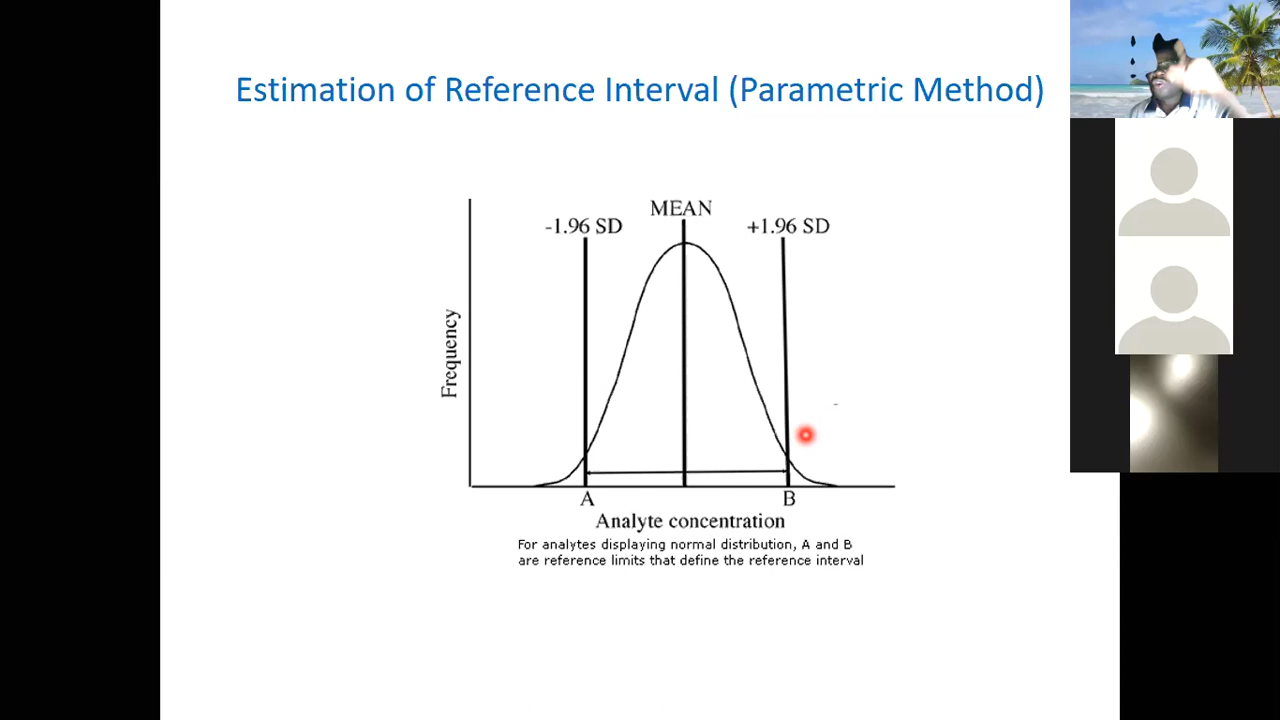 Estimation of Reference Interval (Parametric Method)
MEAN
-1.96 SD
+1.96 SD
Frequency
A
B
Analyte concentration
For analytes displaying normal distribution, A and B
are reference limits that define the reference interval